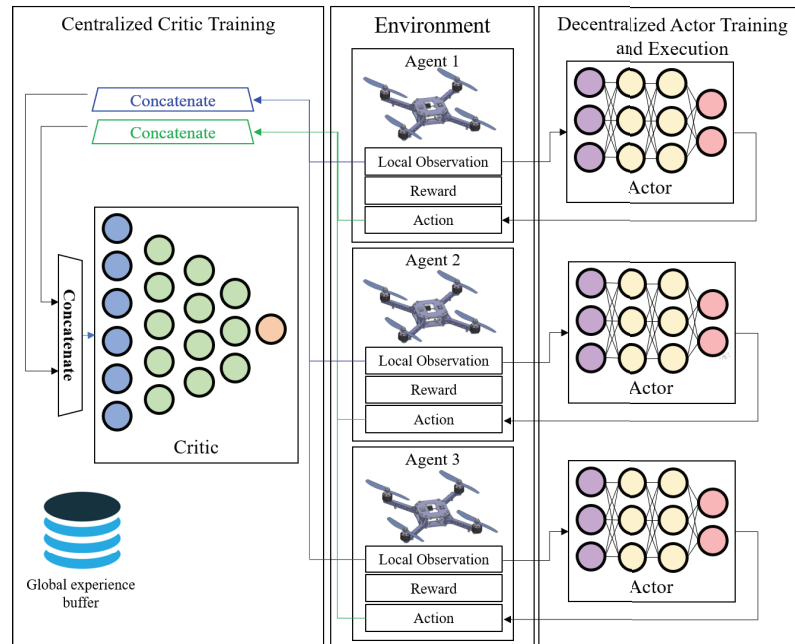 Centralized Critic Training
Concatenate
Concatenate
Concatenate
Critic
Global experience
buffer
Environment
Agent 1
Local Observation
Reward
Action
Agent 2
Local Observation
Reward
Action
Agent 3
Local Observation
Reward
Action
Decentralized Actor Training
and Execution
Actor
Actor
Actor